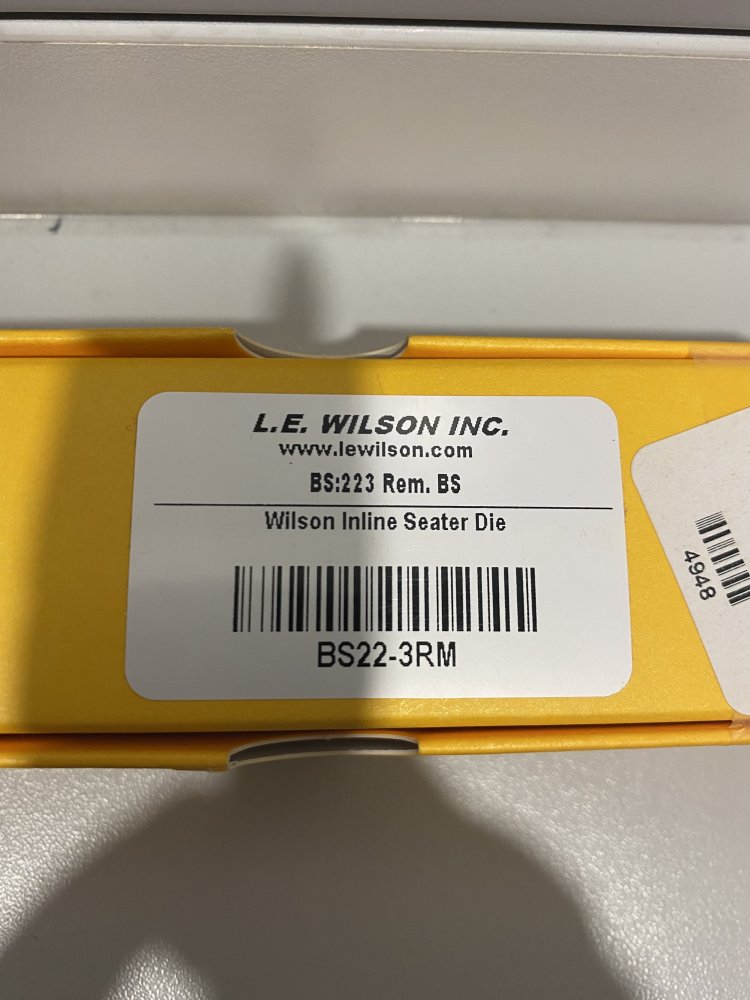 L.E. WILSON INC.
www.lewilson.com
BS:223 Rem. BS
Wilson Inline Seater Die
BS22-3RM
4948